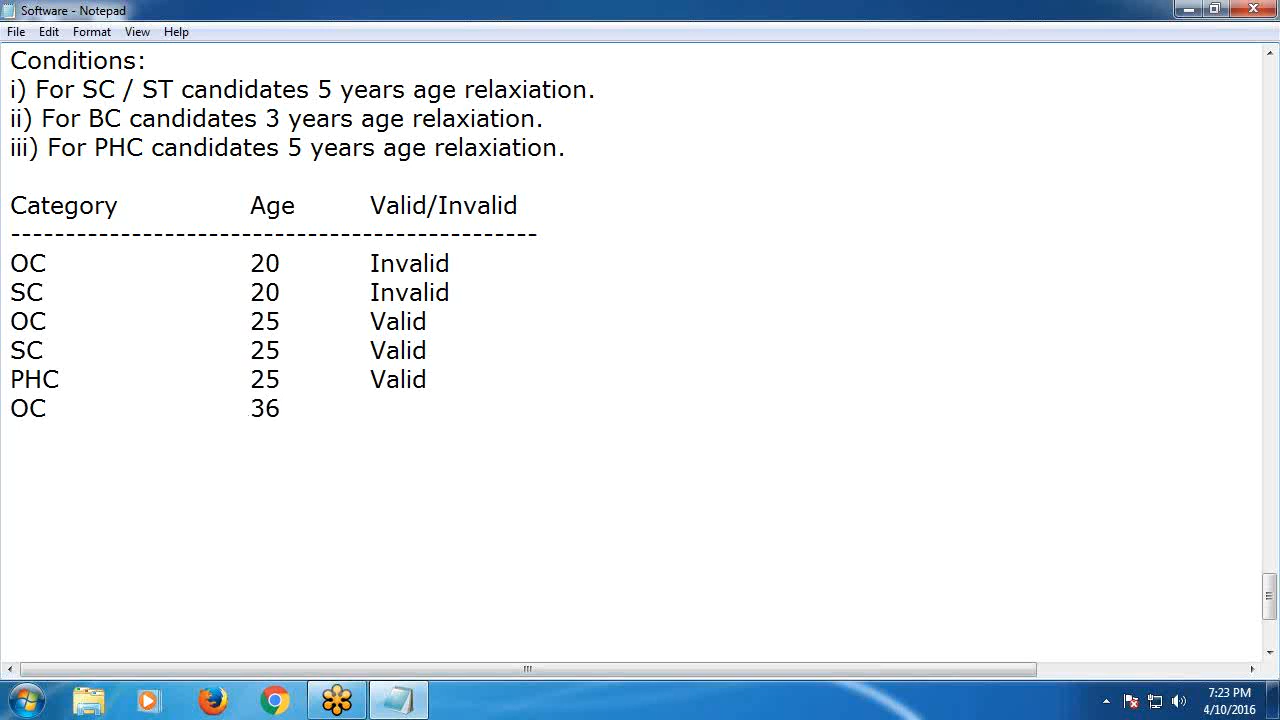 Software - Notepad
File Edit Format View Help
Conditions:
i) For SC / ST candidates 5 years age relaxiation.
ii) For BC candidates 3 years age relaxiation.
iii) For PHC candidates 5 years age relaxiation.
Category Age Valid/Invalid
------------------------------------------------
OC 20 Invalid
SC 20 Invalid
OC 25 Valid
SC 25 Valid
PHC 25 Valid
OC 36
7:23 PM
4/10/2016